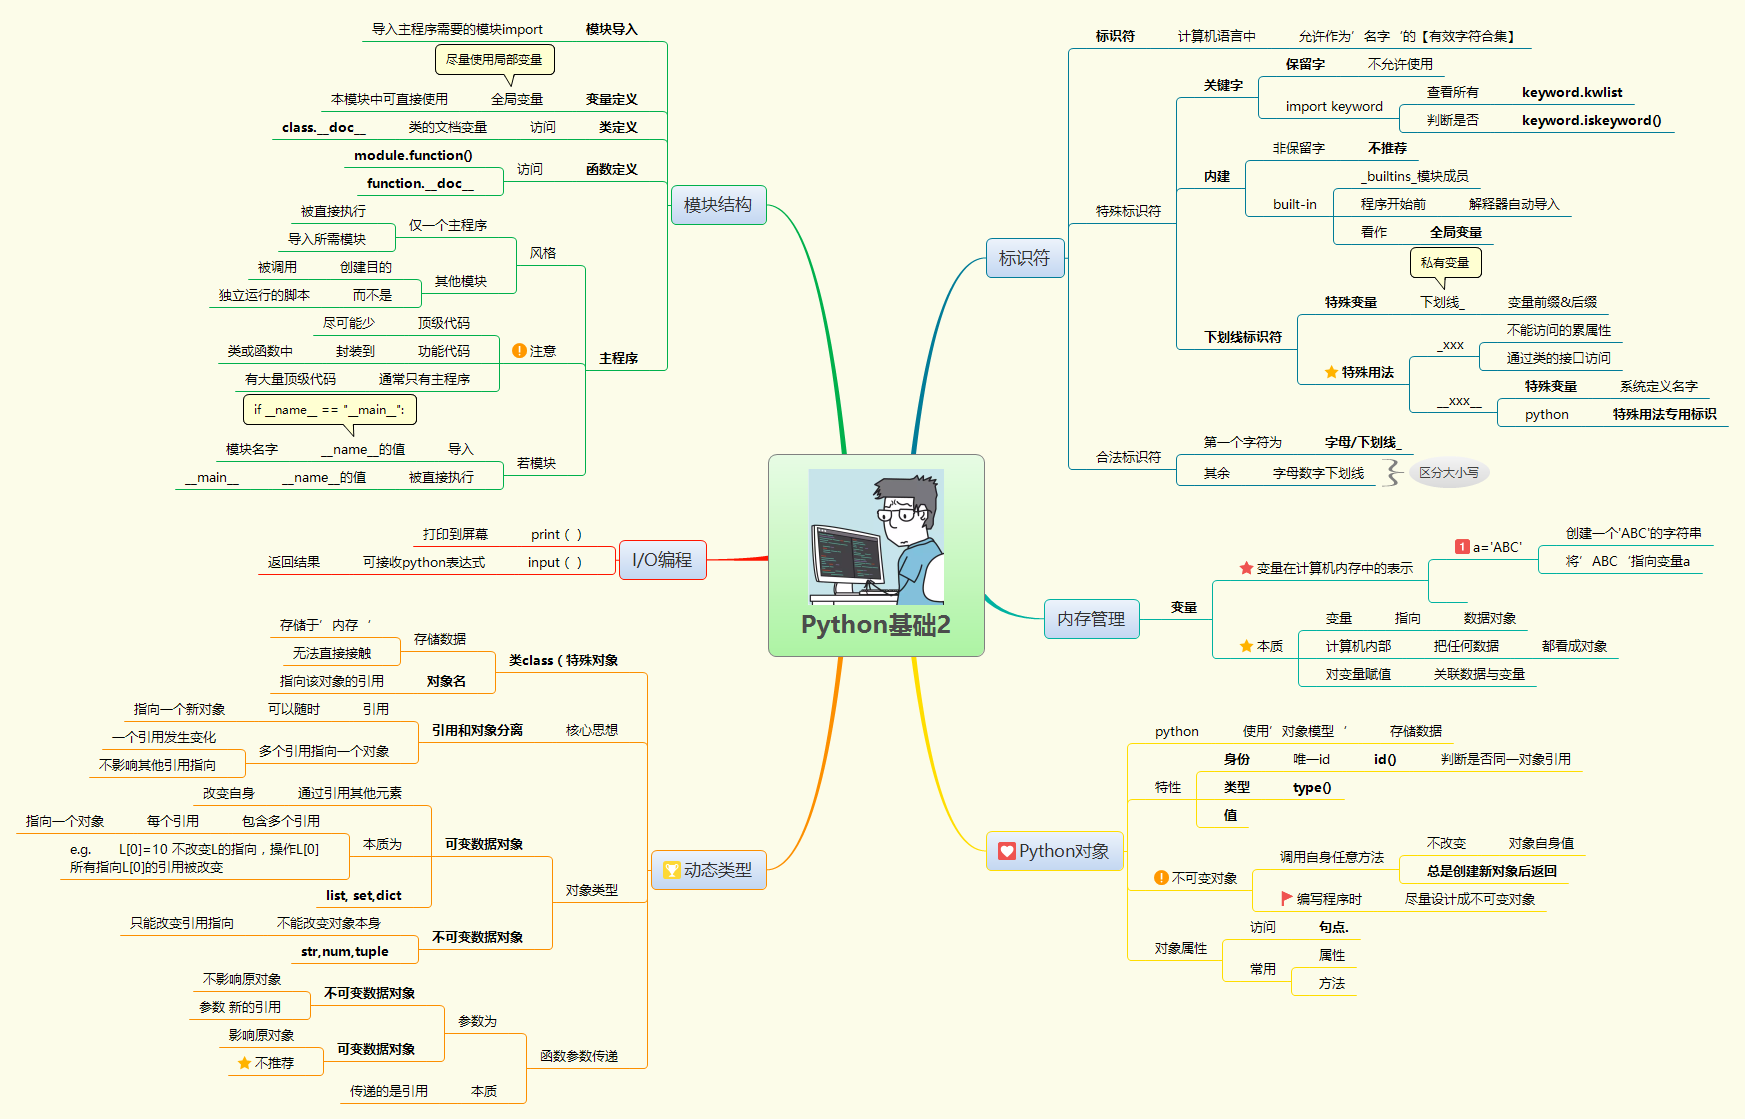 Python基础2
模块结构
导入主程序需要的模块import 模块导入
尽量使用局部变量
本模块中可直接使用 全局变量 变量定义
class.__doc__ 类的文档变量 访问 类定义
module.function()
访问 函数定义
function.__doc__
被直接执行
仅一个主程序
导入所需模块
风格
被调用 创建目的
其他模块
独立运行的脚本 而不是
尽可能少 顶级代码
类或函数中 封装到 功能代码 注意
主程序
有大量顶级代码 通常只有主程序
if __name__ == "__main__":
模块名字 __name__的值 导入
若模块
__main__ __name__的值 被直接执行
I/O编程
打印到屏幕 print（）
返回结果 可接收python表达式 input（）
动态类型
存储于’内存‘
存储数据
无法直接接触
类class（特殊对象
指向该对象的引用 对象名
指向一个新对象 可以随时 引用
引用和对象分离 核心思想
一个引用发生变化
多个引用指向一个对象
不影响其他引用指向
改变自身 通过引用其他元素
指向一个对象 每个引用 包含多个引用
本质为 可变数据对象
e.g. L[0]=10 不改变L的指向，操作L[0]
所有指向L[0]的引用被改变
list, set,dict
对象类型
只能改变引用指向 不能改变对象本身
不可变数据对象
str,num,tuple
不影响原对象
不可变数据对象
参数 新的引用
参数为
影响原对象
可变数据对象
不推荐
函数参数传递
传递的是引用 本质
标识符
标识符 计算机语言中 允许作为’名字‘的【有效字符合集】
特殊标识符
关键字
保留字 不允许使用
import keyword
查看所有 keyword.kwlist
判断是否 keyword.iskeyword()
内建
非保留字 不推荐
built-in
_builtins_模块成员
程序开始前 解释器自动导入
看作 全局变量
私有变量
下划线标识符
特殊变量 下划线_ 变量前缀&后缀
特殊用法
_xxx
不能访问的累属性
通过类的接口访问
__xxx__
特殊变量 系统定义名字
python 特殊用法专用标识
合法标识符
第一个字符为 字母/下划线_
其余 字母数字下划线
区分大小写
内存管理
变量
变量在计算机内存中的表示
1 a='ABC'
创建一个'ABC'的字符串
将’ABC‘指向变量a
本质
变量 指向 数据对象
计算机内部 把任何数据 都看成对象
对变量赋值 关联数据与变量
Python对象
python 使用’对象模型‘ 存储数据
特性
身份 唯一id id() 判断是否同一对象引用
类型 type()
值
不可变对象
调用自身任意方法
不改变 对象自身值
总是创建新对象后返回
编写程序时 尽量设计成不可变对象
对象属性
访问 句点.
常用
属性
方法